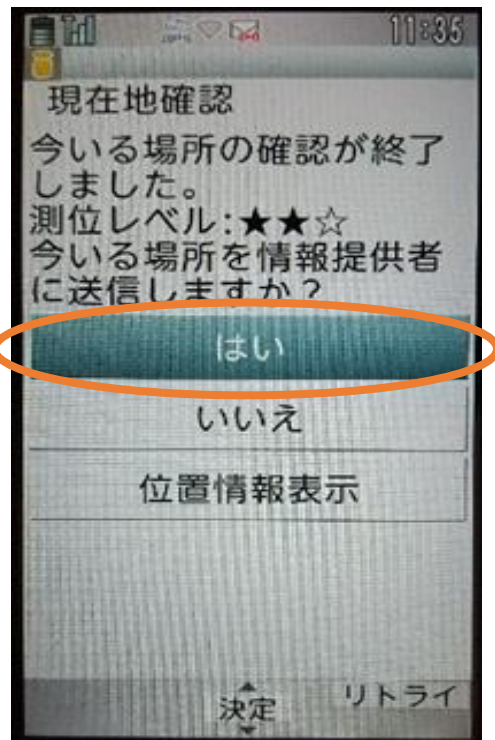 11:35
現在地確認
今いる場所の確認が終了
しました。
測位レベル:★★☆
今いる場所を情報提供者
に送信しますか?
はい
いいえ
位置情報表示
決定
リトライ